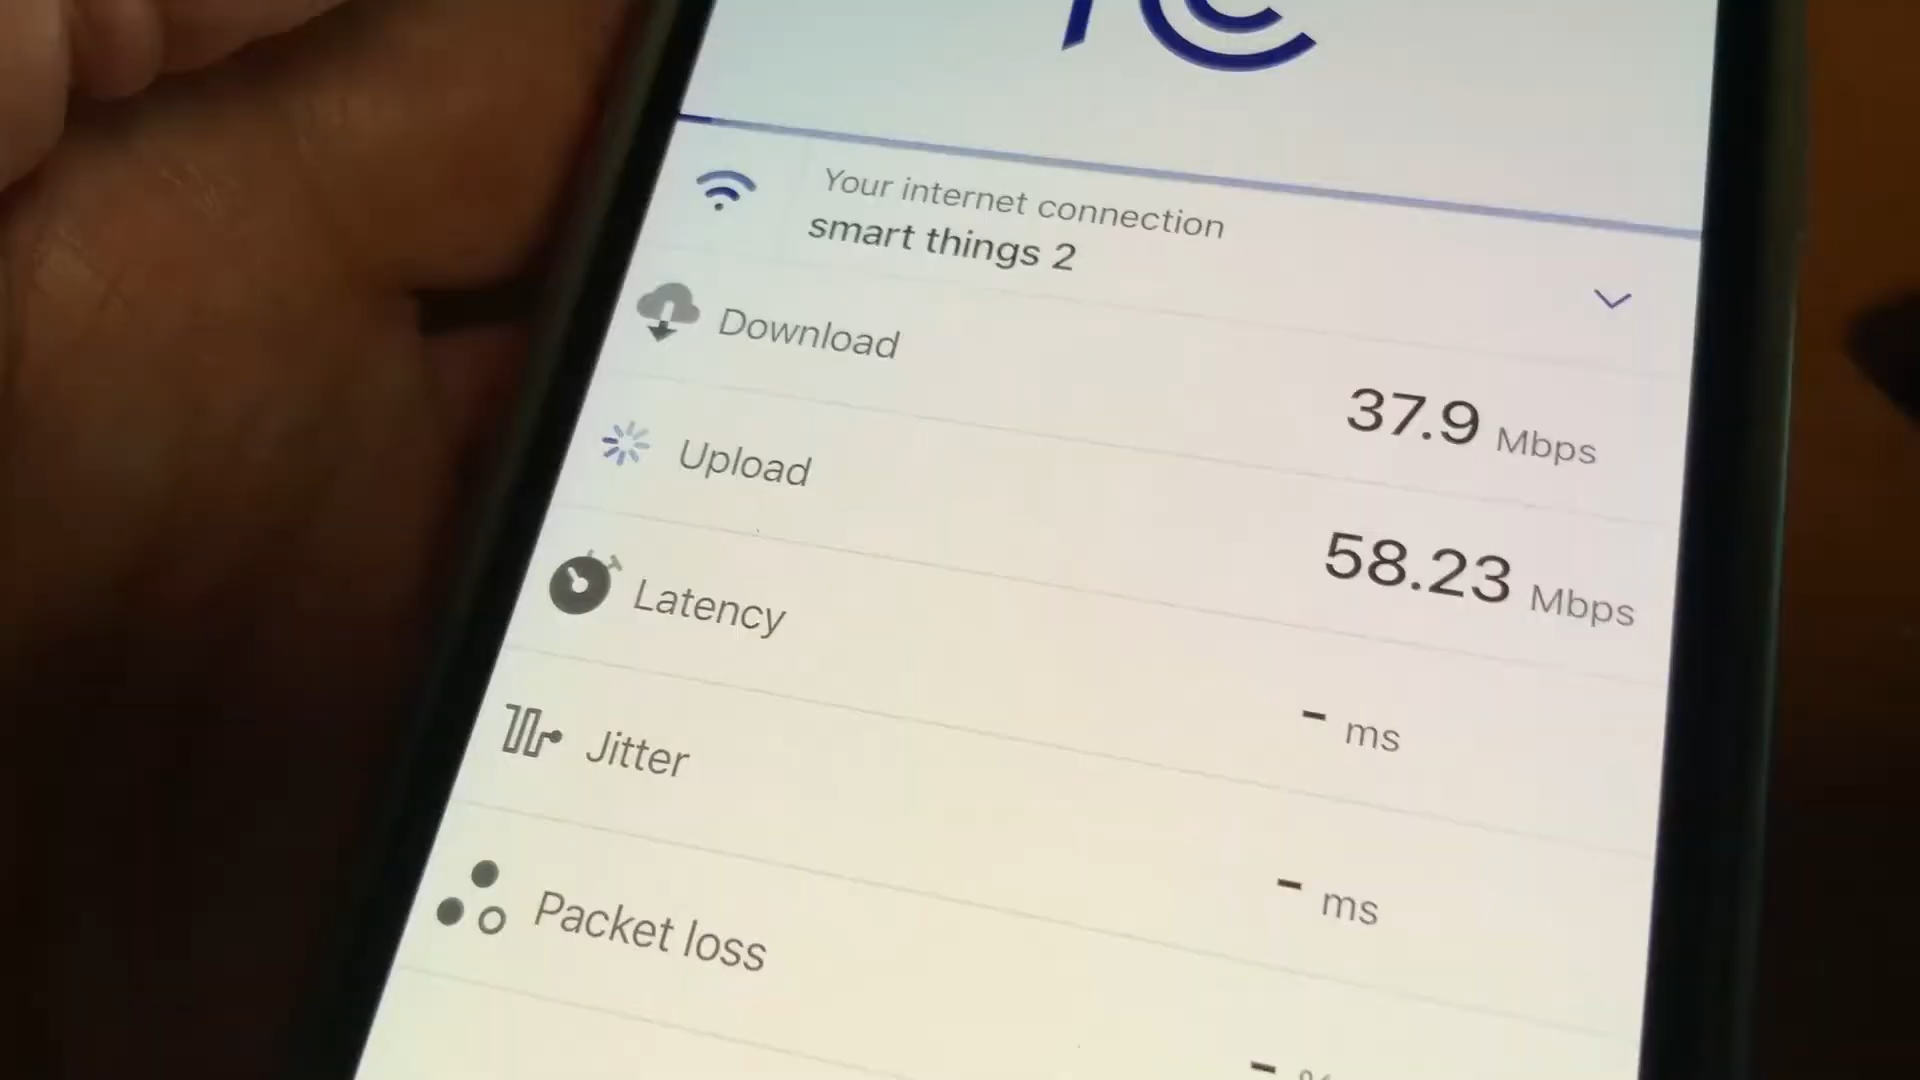 FCC
Your internet connection
smart things 2
Download
37.9 Mbps
Upload
58.23 Mbps
Latency
- ms
Jitter
- ms
Packet loss
- %